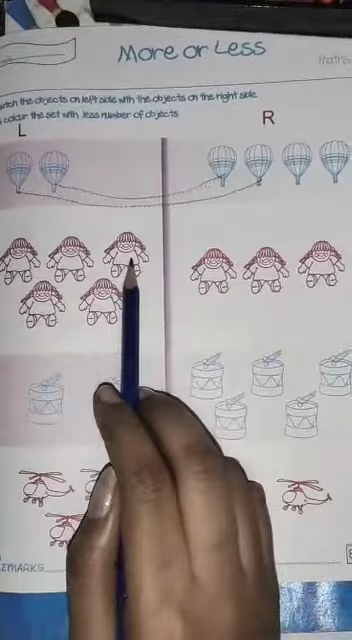 More or Less
Maths
match the objects on left side with the objects on the right side
colour the set with less number of objects
L
R
REMARKS